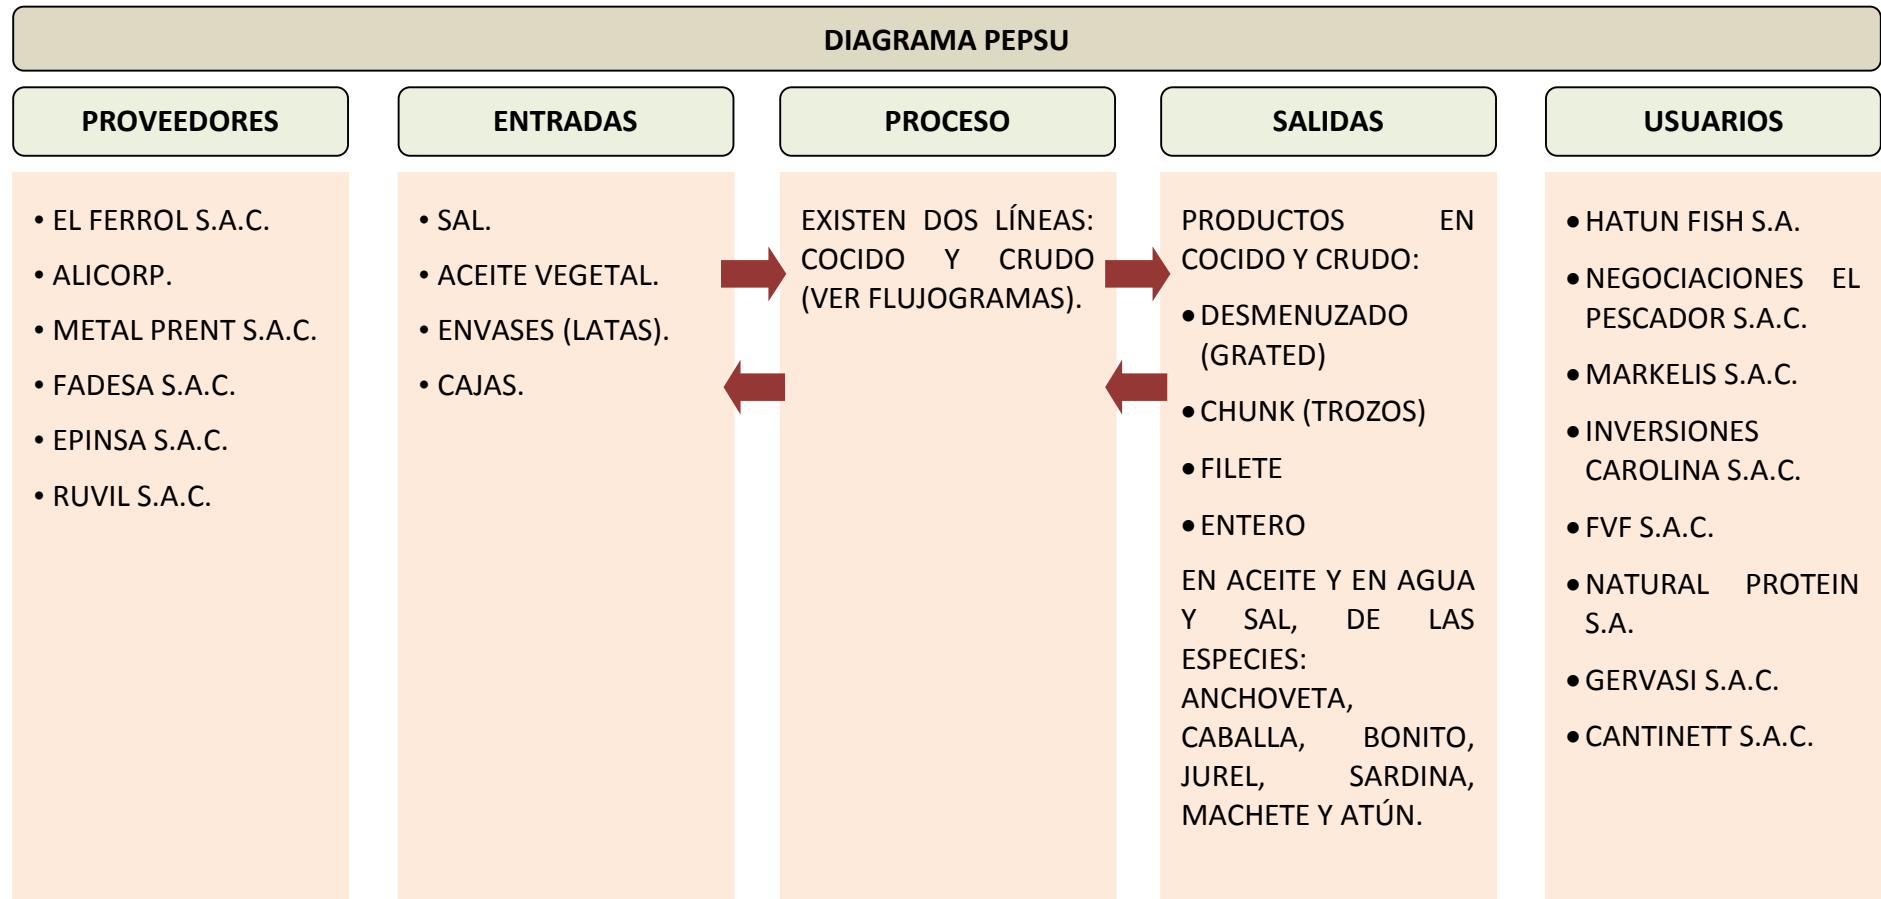 DIAGRAMA PEPSU
PROVEEDORES
• EL FERROL S.A.C.
• ALICORP.
• METAL PRENT S.A.C.
• FADESA S.A.C.
• EPINSA S.A.C.
• RUVIL S.A.C.
ENTRADAS
• SAL.
• ACEITE VEGETAL.
• ENVASES (LATAS).
• CAJAS.
PROCESO
EXISTEN DOS LÍNEAS:
COCIDO Y CRUDO
(VER FLUJOGRAMAS).
SALIDAS
PRODUCTOS EN
COCIDO Y CRUDO:
• DESMENUZADO
(GRATED)
• CHUNK (TROZOS)
• FILETE
• ENTERO
EN ACEITE Y EN AGUA
Y SAL, DE LAS
ESPECIES:
ANCHOVETA,
CABALLA, BONITO,
JUREL, SARDINA,
MACHETE Y ATÚN.
USUARIOS
• HATUN FISH S.A.
• NEGOCIACIONES EL
PESCADOR S.A.C.
• MARKELIS S.A.C.
• INVERSIONES
CAROLINA S.A.C.
• FVF S.A.C.
• NATURAL PROTEIN
S.A.
• GERVASI S.A.C.
• CANTINETT S.A.C.